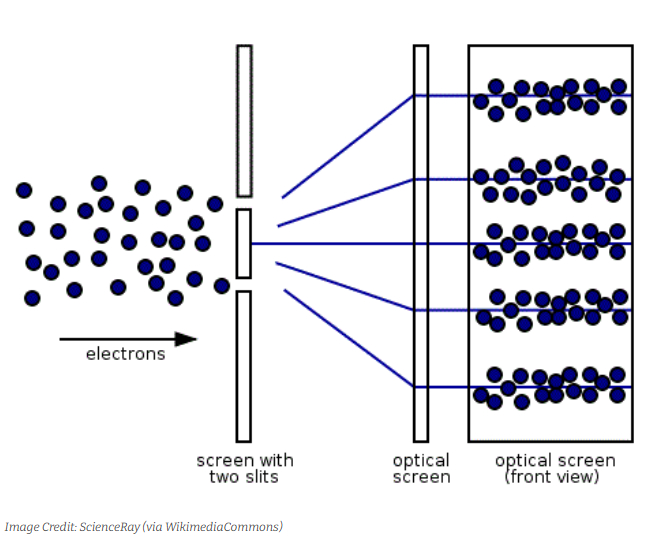 electrons
screen with
two slits
optical
screen
optical screen
(front view)
Image Credit: ScienceRay (via WikimediaCommons)